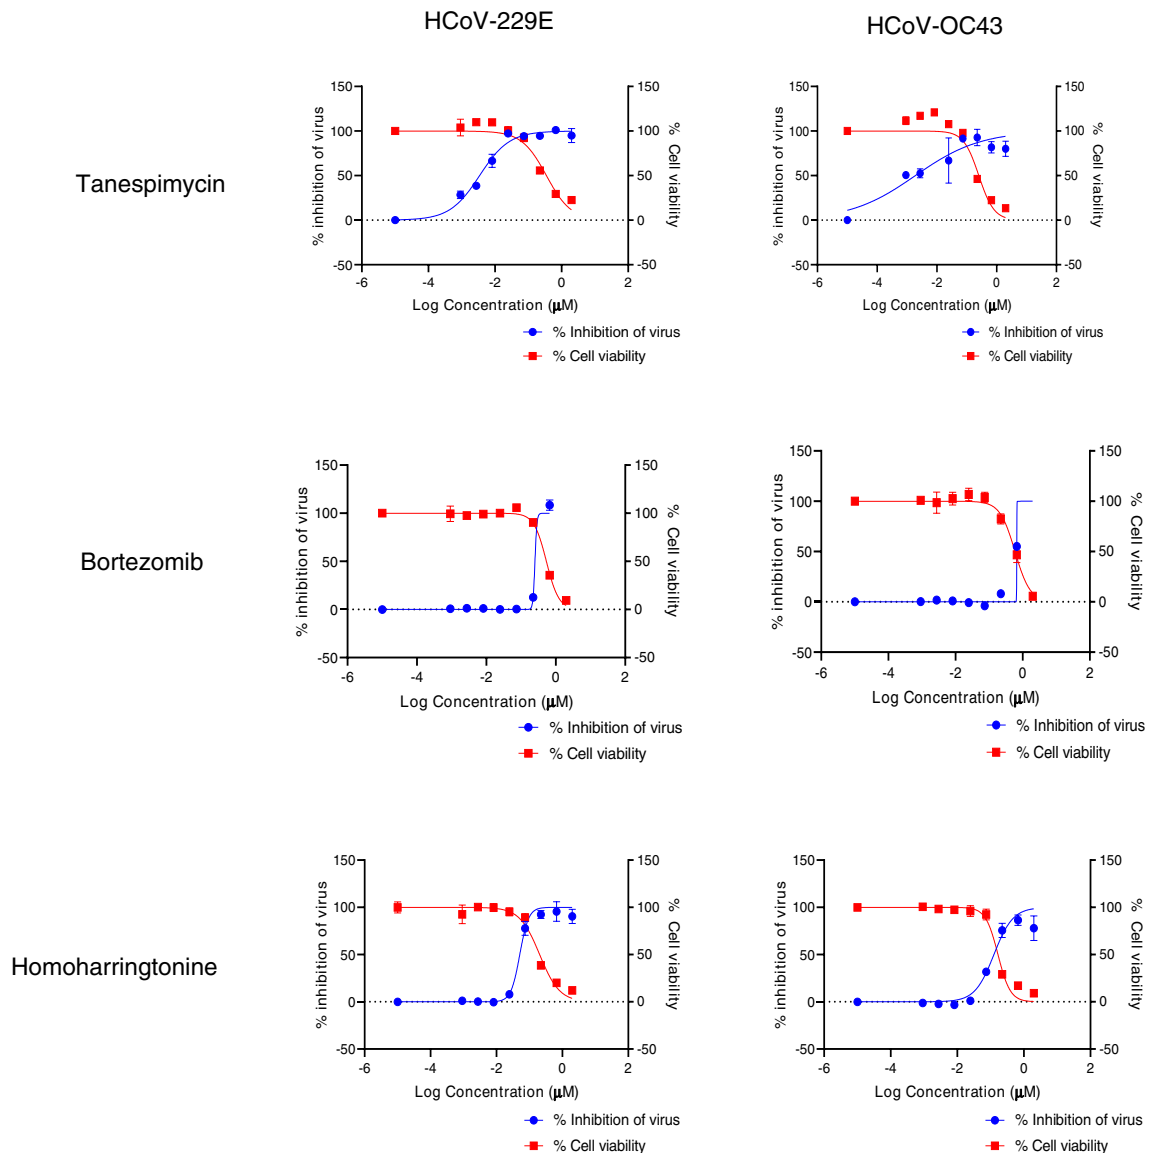 HCoV-229E
HCoV-OC43
Tanespimycin
150
100
50
0
-50
% inhibition of virus
150
100
50
0
-50
% Cell viability
-6 -4 -2 0 2
Log Concentration (μM)
% Inhibition of virus
% Cell viability
150
100
50
0
-50
% inhibition of virus
150
100
50
0
-50
% Cell viability
-6 -4 -2 0 2
Log Concentration (μM)
% Inhibition of virus
% Cell viability
Bortezomib
150
100
50
0
-50
% inhibition of virus
150
100
50
0
-50
% Cell viability
-6 -4 -2 0 2
Log Concentration (μM)
% Inhibition of virus
% Cell viability
150
100
50
0
-50
% inhibition of virus
150
100
50
0
-50
% Cell viability
-6 -4 -2 0 2
Log Concentration (μM)
% Inhibition of virus
% Cell viability
Homoharringtonine
150
100
50
0
-50
% inhibition of virus
150
100
50
0
-50
% Cell viability
-6 -4 -2 0 2
Log Concentration (μM)
% Inhibition of virus
% Cell viability
150
100
50
0
-50
% inhibition of virus
150
100
50
0
-50
% Cell viability
-6 -4 -2 0 2
Log Concentration (μM)
% Inhibition of virus
% Cell viability